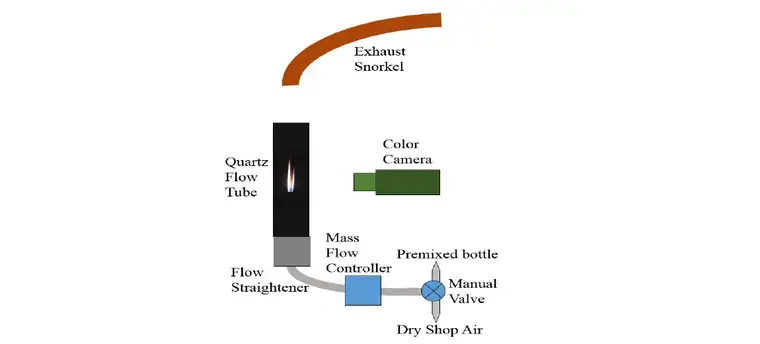 Exhaust
Snorkel
Color
Camera
Quartz
Flow
Tube
Mass
Flow
Controller
Premixed bottle
Flow
Straightener
Manual
Valve
Dry Shop Air